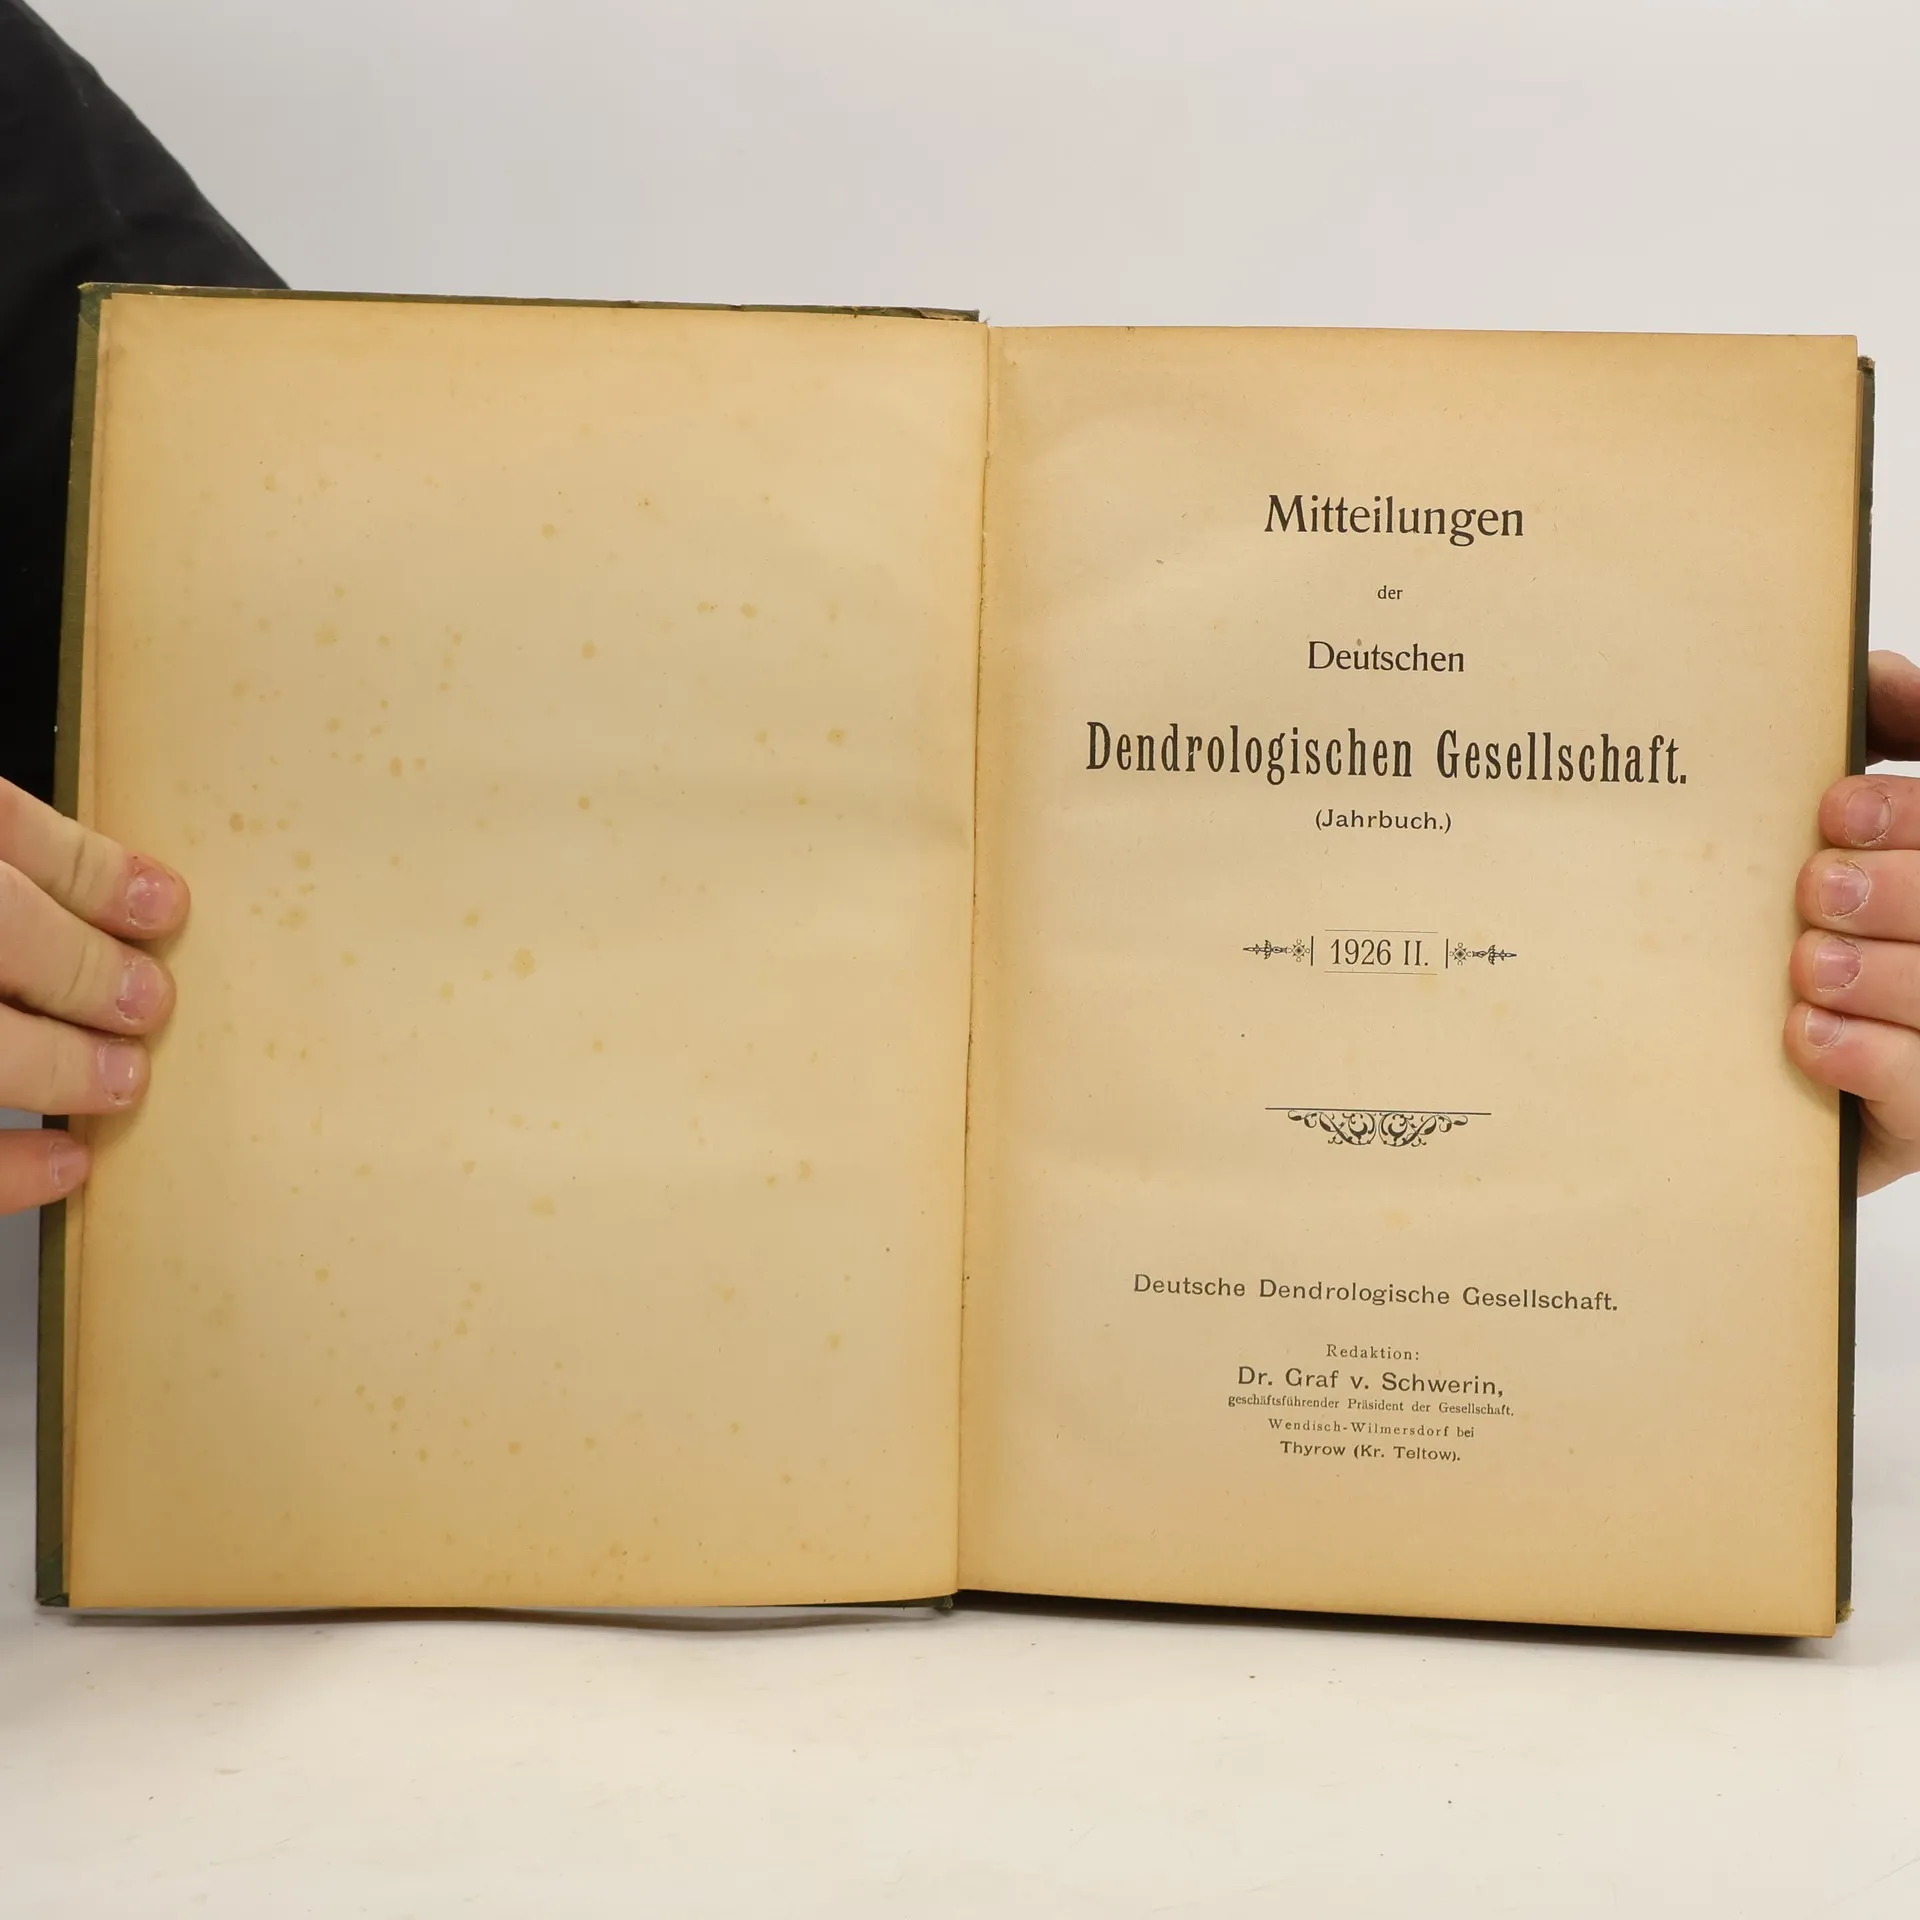 Mitteilungen
der
Deutschen
Dendrologischen Gesellschaft.
(Jahrbuch.)
1926 II.
Deutsche Dendrologische Gesellschaft.
Redaktion:
Dr. Graf v. Schwerin,
geschäftsführender Präsident der Gesellschaft.
Wendisch-Wilmersdorf bei
Thyrow (Kr. Teltow).